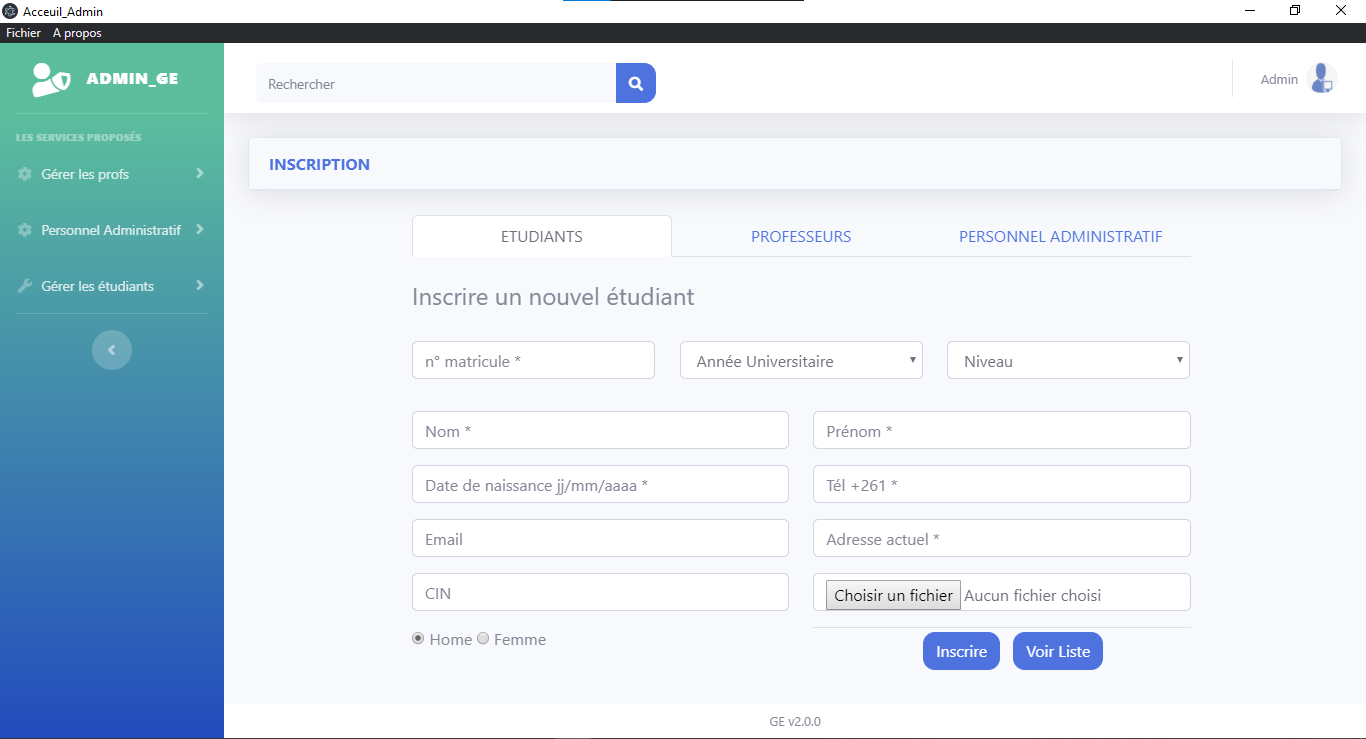 Acceuil_Admin
Fichier A propos
ADMIN_GE
LES SERVICES PROPOSÉS
Gérer les profs
Personnel Administratif
Gérer les étudiants
Rechercher
Admin
INSCRIPTION
ETUDIANTS PROFESSEURS PERSONNEL ADMINISTRATIF
Inscrire un nouvel étudiant
n° matricule * Année Universitaire Niveau
Nom * Prénom *
Date de naissance jj/mm/aaaa * Tél +261 *
Email Adresse actuel *
CIN Choisir un fichier Aucun fichier choisi
Home Femme
Inscrire Voir Liste
GE v2.0.0